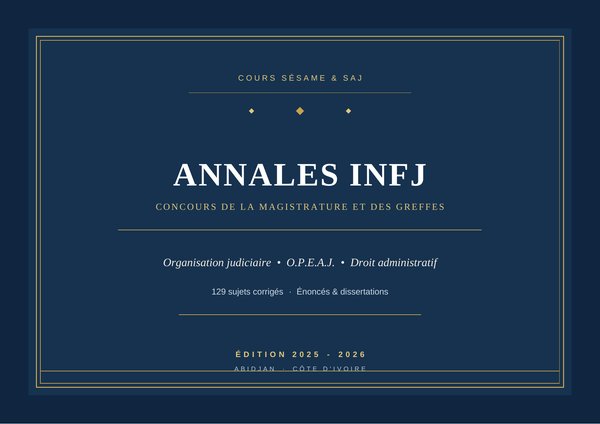 COURS SÉSAME & SAJ
ANNALES INFJ
CONCOURS DE LA MAGISTRATURE ET DES GREFFES
Organisation judiciaire • O.P.E.A.J. • Droit administratif
129 sujets corrigés · Énoncés & dissertations
ÉDITION 2025 - 2026
ABIDJAN · CÔTE D'IVOIRE